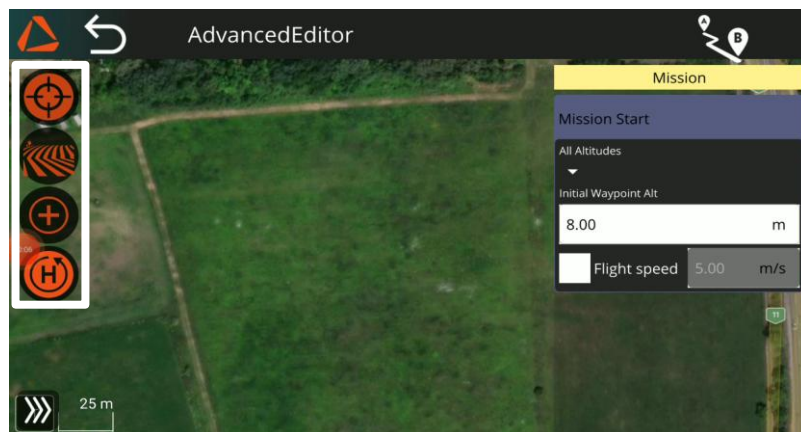 AdvancedEditor
A
B
Mission
Mission Start
All Altitudes
Initial Waypoint Alt
8.00 m
Flight speed 5.00 m/s
H
11
25 m